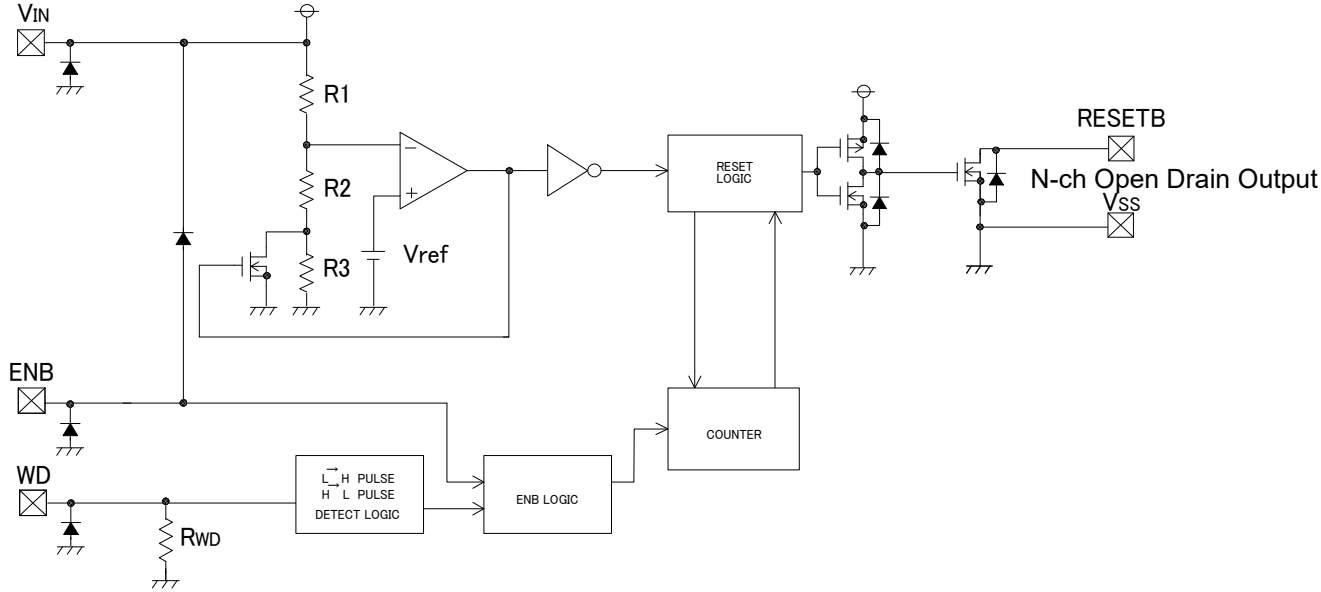 VIN
R1
R2
R3
Vref
RESET
LOGIC
RESETB
N-ch Open Drain Output
VSS
ENB
COUNTER
WD
L→H PULSE
H→L PULSE
DETECT LOGIC
ENB LOGIC
RWD